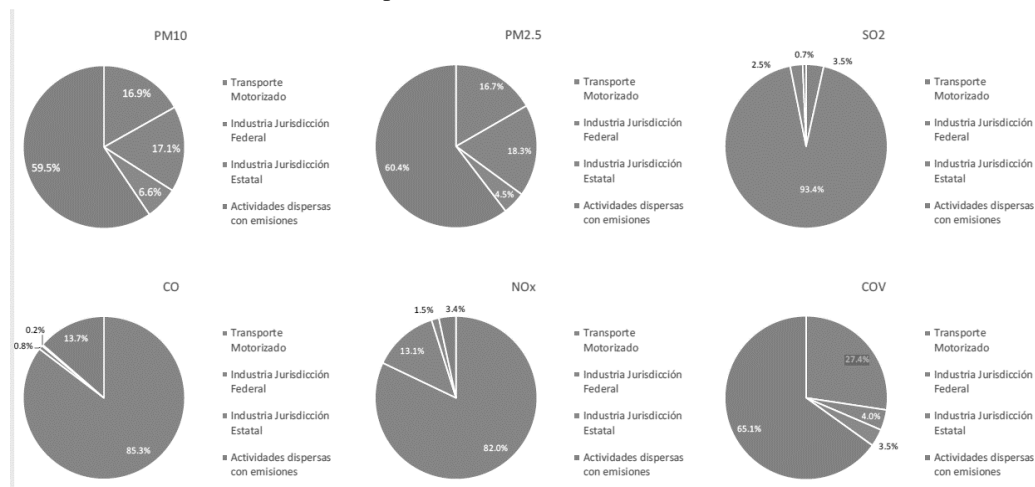 PM10
16.9%
17.1%
6.6%
59.5%
Transporte
Motorizado
Industria Jurisdicción
Federal
Industria Jurisdicción
Estatal
Actividades dispersas
con emisiones
PM2.5
16.7%
18.3%
4.5%
60.4%
Transporte
Motorizado
Industria Jurisdicción
Federal
Industria Jurisdicción
Estatal
Actividades dispersas
con emisiones
SO2
2.5%
0.7%
3.5%
93.4%
Transporte
Motorizado
Industria Jurisdicción
Federal
Industria Jurisdicción
Estatal
Actividades dispersas
con emisiones
CO
0.2%
13.7%
0.8%
85.3%
Transporte
Motorizado
Industria Jurisdicción
Federal
Industria Jurisdicción
Estatal
Actividades dispersas
con emisiones
NOx
1.5%
3.4%
13.1%
82.0%
Transporte
Motorizado
Industria Jurisdicción
Federal
Industria Jurisdicción
Estatal
Actividades dispersas
con emisiones
COV
27.4%
4.0%
3.5%
65.1%
Transporte
Motorizado
Industria Jurisdicción
Federal
Industria Jurisdicción
Estatal
Actividades dispersas
con emisiones